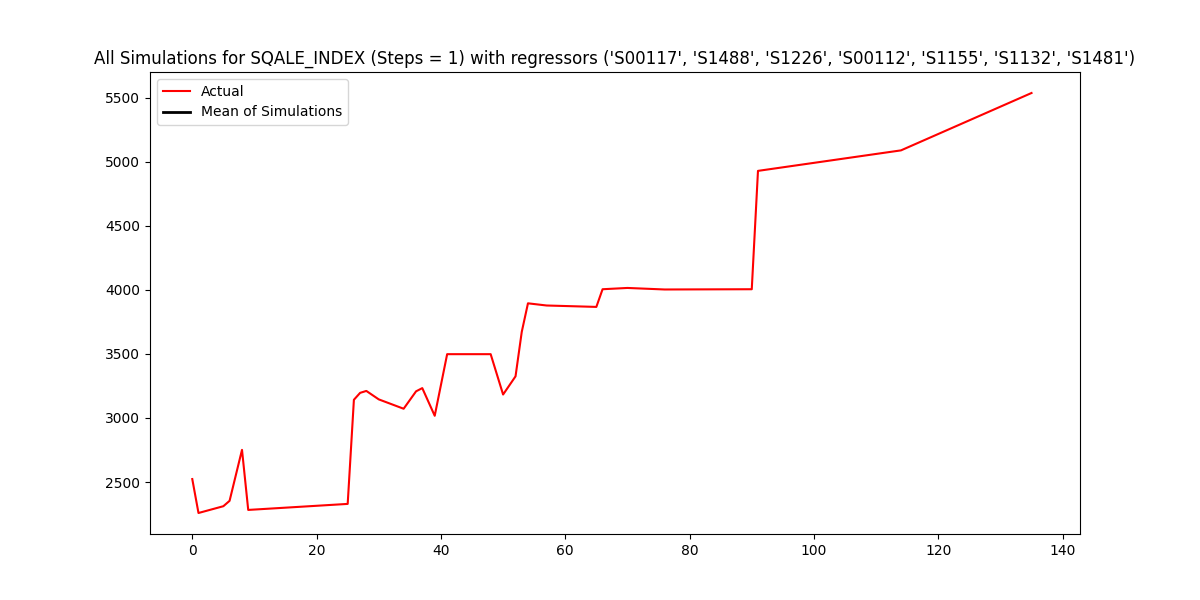 All Simulations for SQALE_INDEX (Steps = 1) with regressors ('S00117', 'S1488', 'S1226', 'S00112', 'S1155', 'S1132', 'S1481')
Actual
Mean of Simulations
5500
5000
4500
4000
3500
3000
2500
0 20 40 60 80 100 120 140